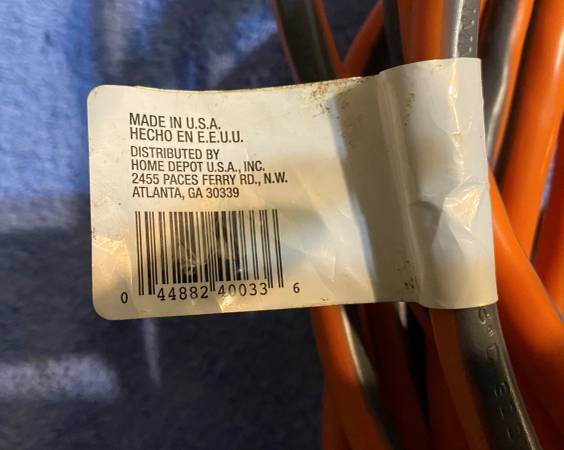 MADE IN U.S.A.
HECHO EN E.E.U.U.
DISTRIBUTED BY
HOME DEPOT U.S.A., INC.
2455 PACES FERRY RD., N.W.
ATLANTA, GA 30339
0 44882 40033 6